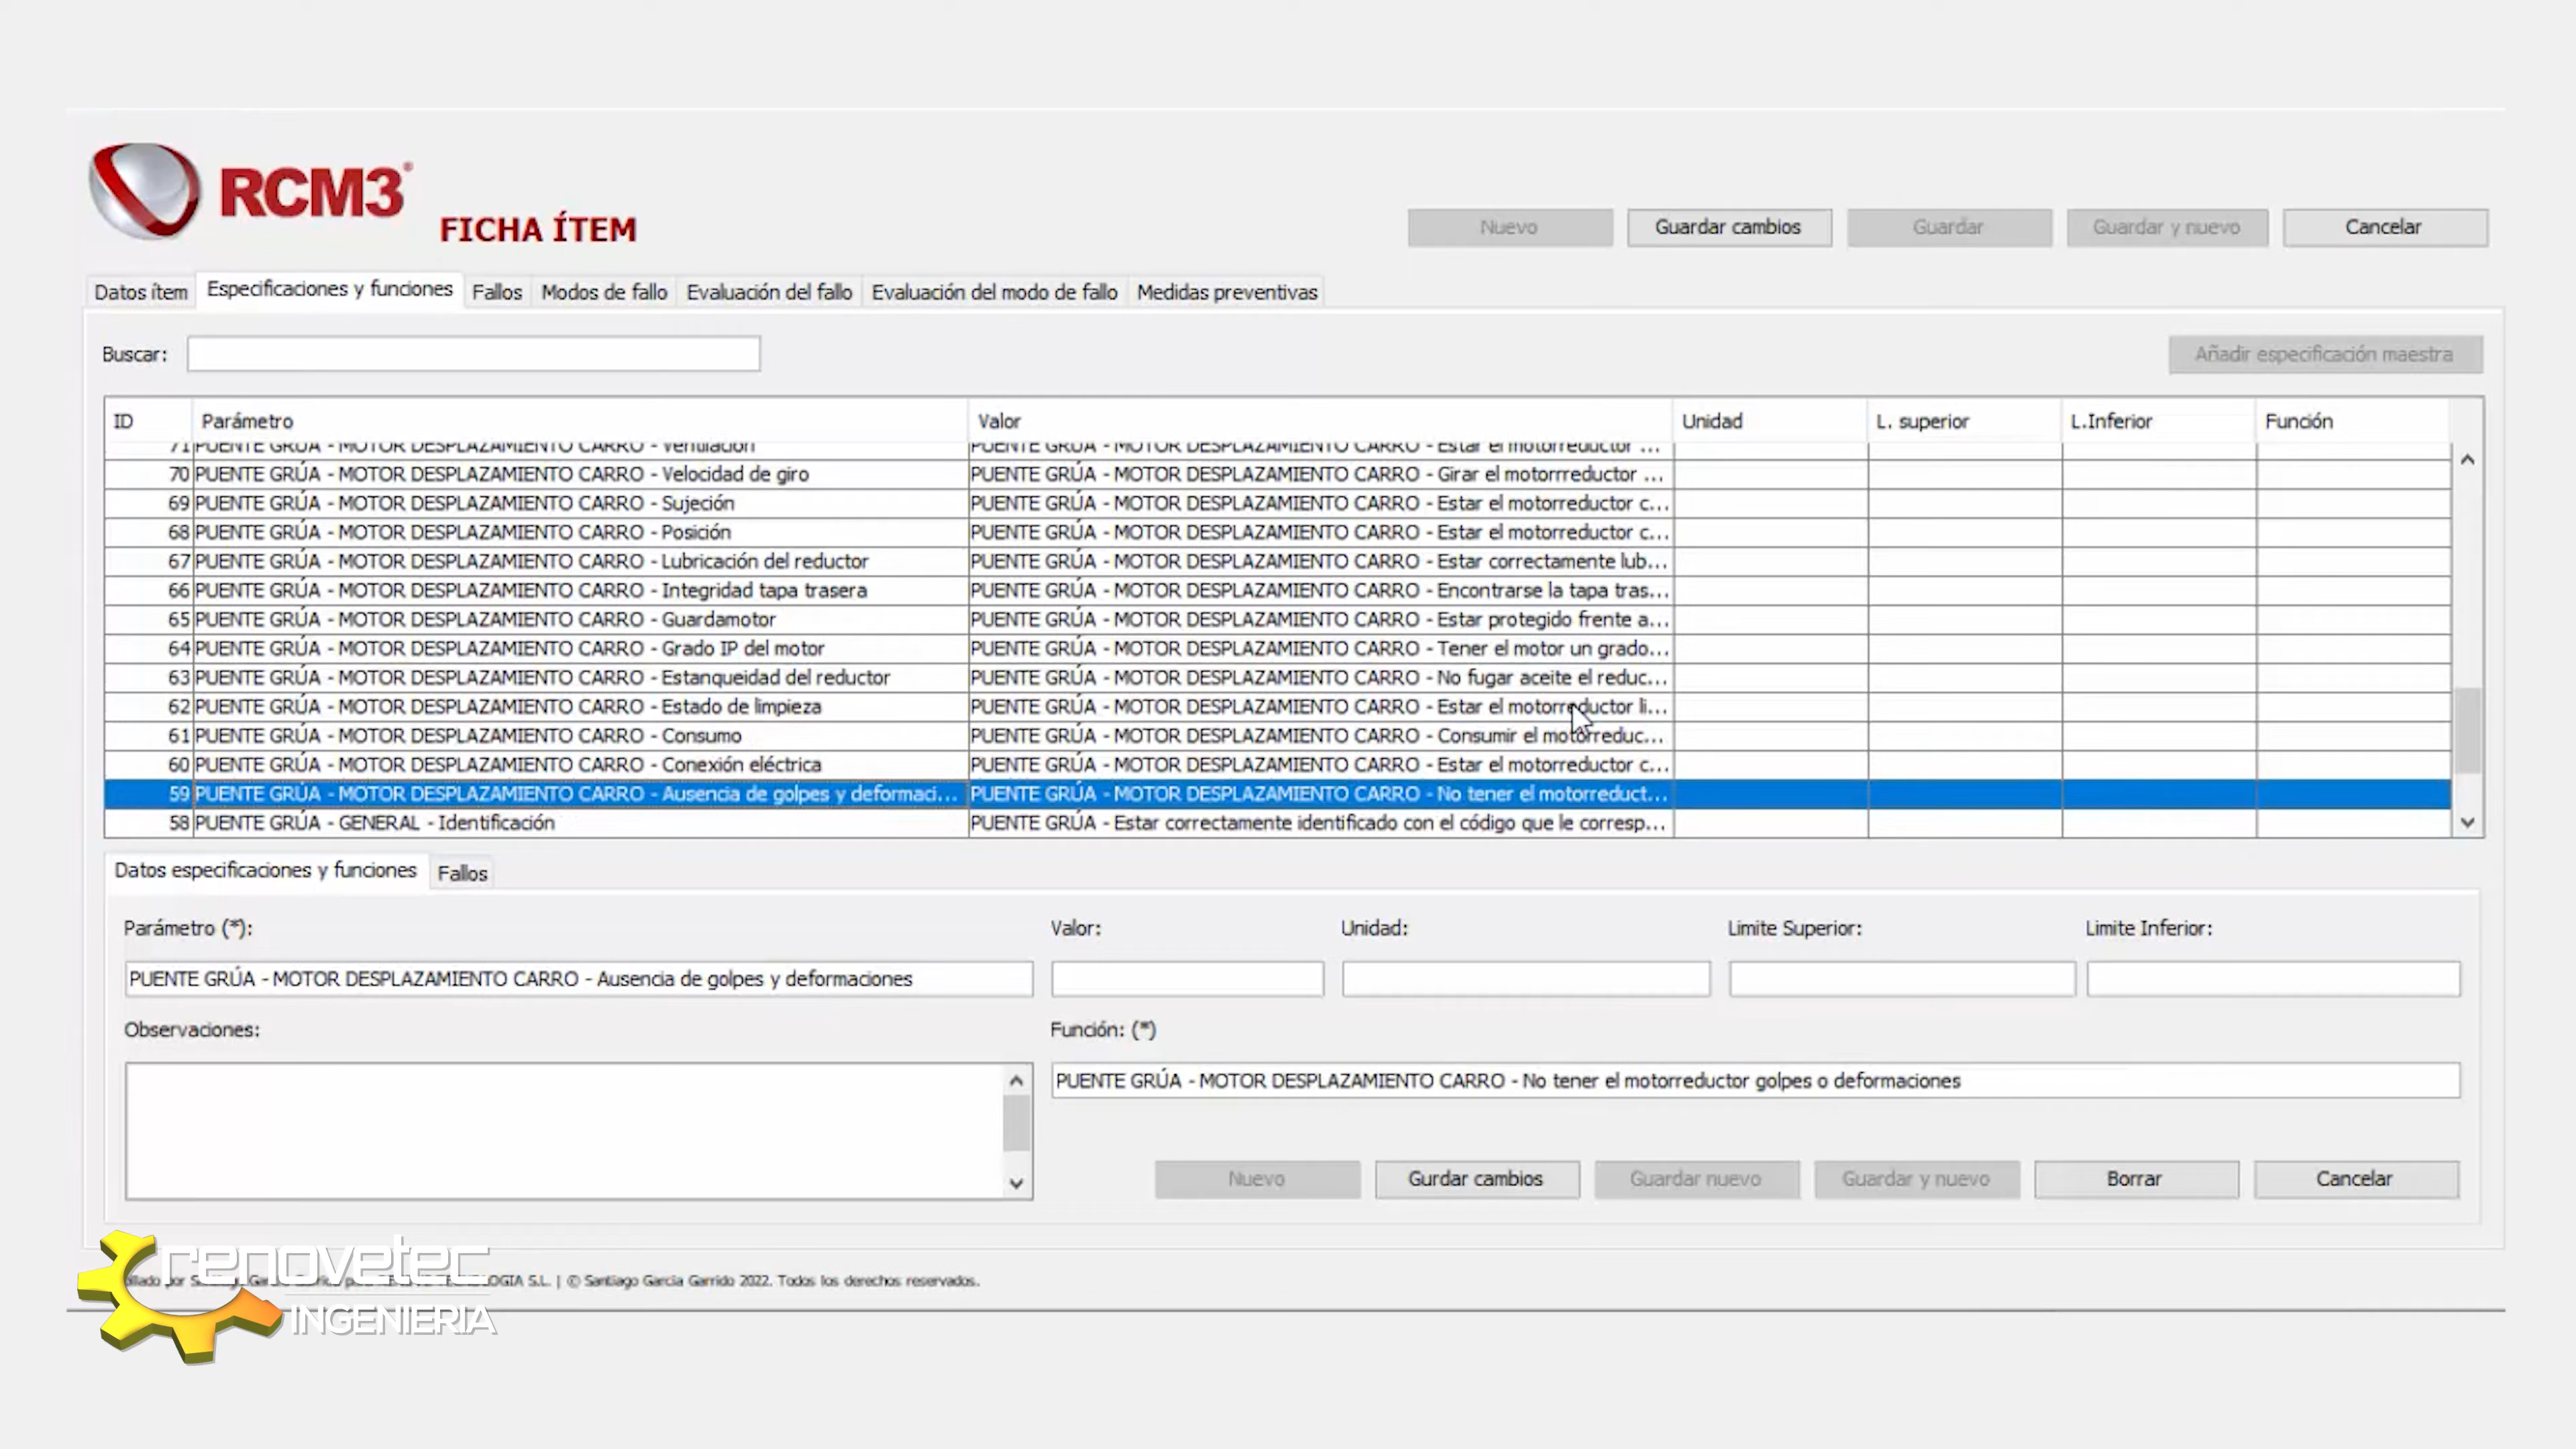 RCM3®
FICHA ÍTEM
Nuevo
Guardar cambios
Guardar
Guardar y nuevo
Cancelar
Datos ítem
Especificaciones y funciones
Fallos
Modos de fallo
Evaluación del fallo
Evaluación del modo de fallo
Medidas preventivas
Buscar:
Añadir especificación maestra
ID Parámetro Valor Unidad L. superior L.Inferior Función
71 PUENTE GRÚA - MOTOR DESPLAZAMIENTO CARRO - Ventilación PUENTE GRÚA - MOTOR DESPLAZAMIENTO CARRO - Estar el motorreductor ...
70 PUENTE GRÚA - MOTOR DESPLAZAMIENTO CARRO - Velocidad de giro PUENTE GRÚA - MOTOR DESPLAZAMIENTO CARRO - Girar el motorrreductor ...
69 PUENTE GRÚA - MOTOR DESPLAZAMIENTO CARRO - Sujeción PUENTE GRÚA - MOTOR DESPLAZAMIENTO CARRO - Estar el motorreductor c...
68 PUENTE GRÚA - MOTOR DESPLAZAMIENTO CARRO - Posición PUENTE GRÚA - MOTOR DESPLAZAMIENTO CARRO - Estar el motorreductor c...
67 PUENTE GRÚA - MOTOR DESPLAZAMIENTO CARRO - Lubricación del reductor PUENTE GRÚA - MOTOR DESPLAZAMIENTO CARRO - Estar correctamente lub...
66 PUENTE GRÚA - MOTOR DESPLAZAMIENTO CARRO - Integridad tapa trasera PUENTE GRÚA - MOTOR DESPLAZAMIENTO CARRO - Encontrarse la tapa tras...
65 PUENTE GRÚA - MOTOR DESPLAZAMIENTO CARRO - Guardamotor PUENTE GRÚA - MOTOR DESPLAZAMIENTO CARRO - Estar protegido frente a...
64 PUENTE GRÚA - MOTOR DESPLAZAMIENTO CARRO - Grado IP del motor PUENTE GRÚA - MOTOR DESPLAZAMIENTO CARRO - Tener el motor un grado...
63 PUENTE GRÚA - MOTOR DESPLAZAMIENTO CARRO - Estanqueidad del reductor PUENTE GRÚA - MOTOR DESPLAZAMIENTO CARRO - No fugar aceite el reduc...
62 PUENTE GRÚA - MOTOR DESPLAZAMIENTO CARRO - Estado de limpieza PUENTE GRÚA - MOTOR DESPLAZAMIENTO CARRO - Estar el motorreductor li...
61 PUENTE GRÚA - MOTOR DESPLAZAMIENTO CARRO - Consumo PUENTE GRÚA - MOTOR DESPLAZAMIENTO CARRO - Consumir el motorreduc...
60 PUENTE GRÚA - MOTOR DESPLAZAMIENTO CARRO - Conexión eléctrica PUENTE GRÚA - MOTOR DESPLAZAMIENTO CARRO - Estar el motorreductor c...
59 PUENTE GRÚA - MOTOR DESPLAZAMIENTO CARRO - Ausencia de golpes y deformaci... PUENTE GRÚA - MOTOR DESPLAZAMIENTO CARRO - No tener el motorreduct...
58 PUENTE GRÚA - GENERAL - Identificación PUENTE GRÚA - Estar correctamente identificado con el código que le corresp...
Datos especificaciones y funciones
Fallos
Parámetro (*): Valor: Unidad: Limite Superior: Limite Inferior:
PUENTE GRÚA - MOTOR DESPLAZAMIENTO CARRO - Ausencia de golpes y deformaciones
Observaciones: Función: (*)
PUENTE GRÚA - MOTOR DESPLAZAMIENTO CARRO - No tener el motorreductor golpes o deformaciones
Nuevo
Gurdar cambios
Guardar nuevo
Guardar y nuevo
Borrar
Cancelar
renovetec
INGENIERIA
S.L. | © Santiago Garcia Garrido 2022. Todos los derechos reservados.